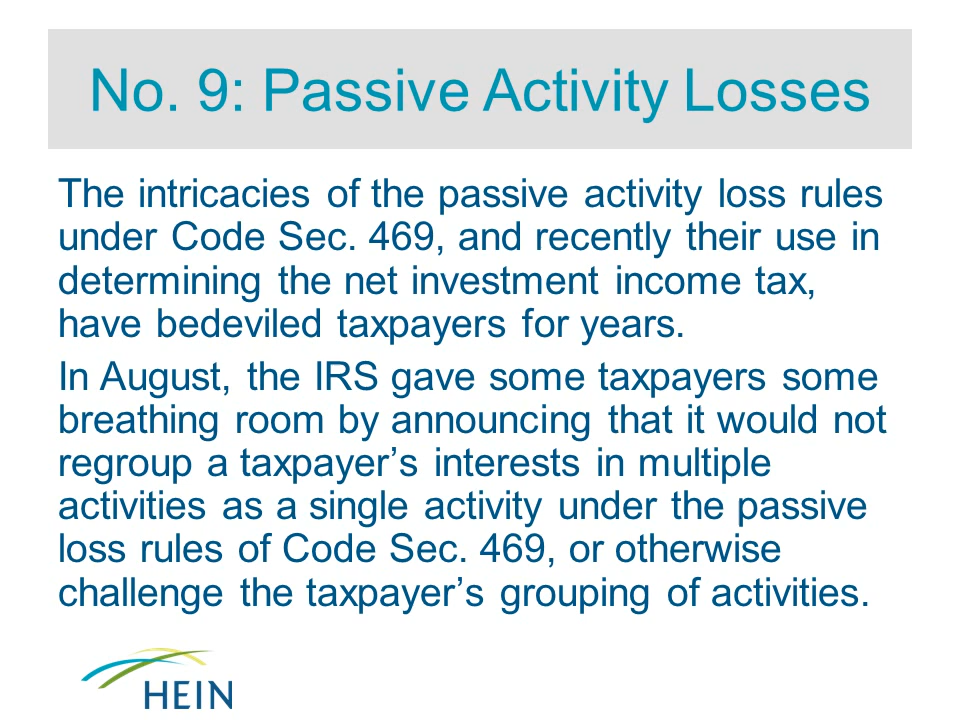 No. 9: Passive Activity Losses
The intricacies of the passive activity loss rules
under Code Sec. 469, and recently their use in
determining the net investment income tax,
have bedeviled taxpayers for years.
In August, the IRS gave some taxpayers some
breathing room by announcing that it would not
regroup a taxpayer’s interests in multiple
activities as a single activity under the passive
loss rules of Code Sec. 469, or otherwise
challenge the taxpayer’s grouping of activities.
HEIN